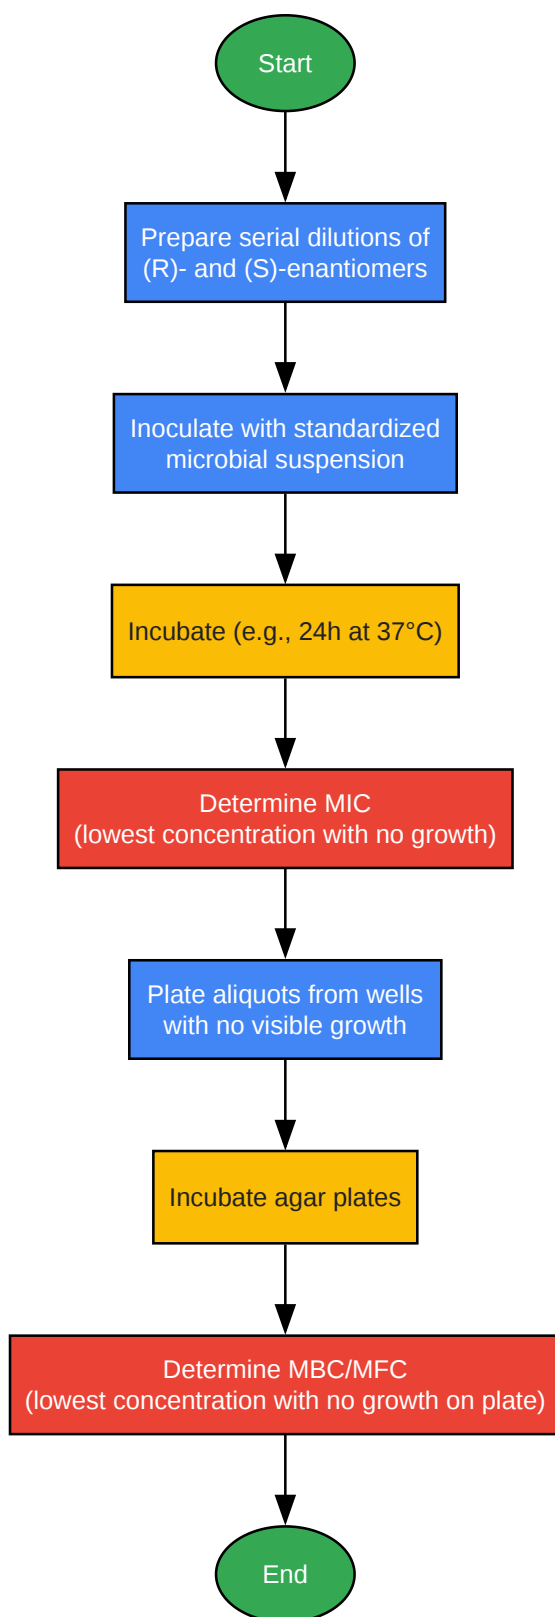 Start
Prepare serial dilutions of
(R)- and (S)-enantiomers
Inoculate with standardized
microbial suspension
Incubate (e.g., 24h at 37°C)
Determine MIC
(lowest concentration with no growth)
Plate aliquots from wells
with no visible growth
Incubate agar plates
Determine MBC/MFC
(lowest concentration with no growth on plate)
End